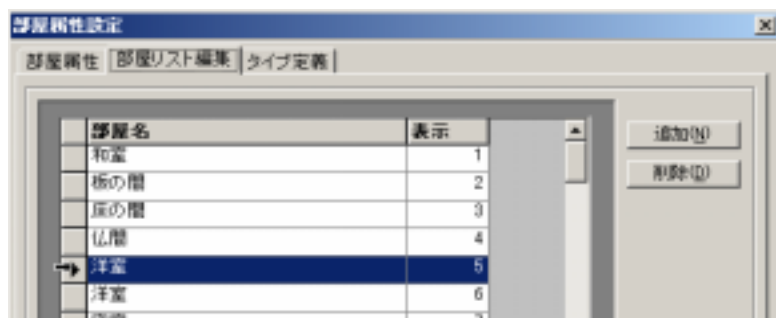 部屋属性設定
部屋属性 部屋リスト編集 タイプ定義
部屋名 表示
追加(N)
和室 1
板の間 2
削除(D)
床の間 3
仏間 4
洋室 5
洋室 6